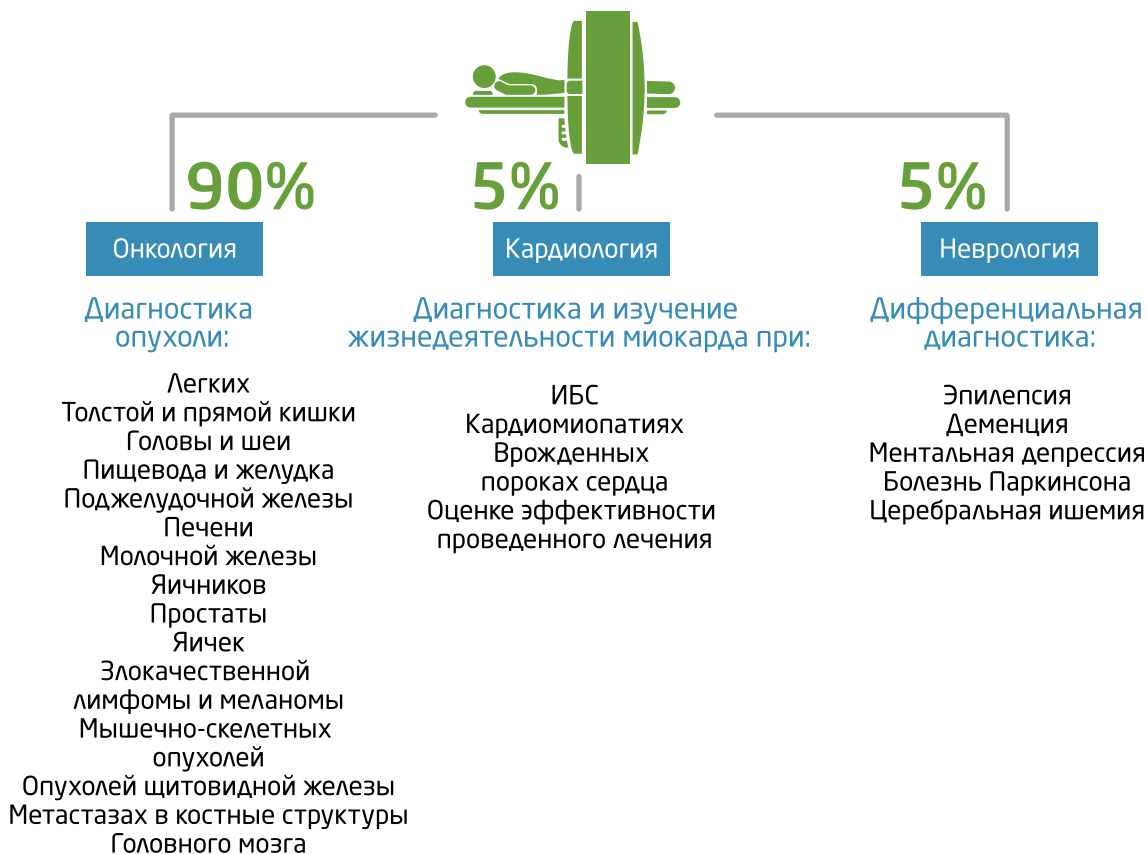 90%
Онкология
Диагностика
опухоли:
Легких
Толстой и прямой кишки
Головы и шеи
Пищевода и желудка
Поджелудочной железы
Печени
Молочной железы
Яичников
Простаты
Яичек
Злокачественной
лимфомы и меланомы
Мышечно-скелетных
опухолей
Опухолей щитовидной железы
Метастазах в костные структуры
Головного мозга
5%
Кардиология
Диагностика и изучение
жизнедеятельности миокарда при:
ИБС
Кардиомиопатиях
Врожденных
пороках сердца
Оценке эффективности
проведенного лечения
5%
Неврология
Дифференциальная
диагностика:
Эпилепсия
Деменция
Ментальная депрессия
Болезнь Паркинсона
Церебральная ишемия